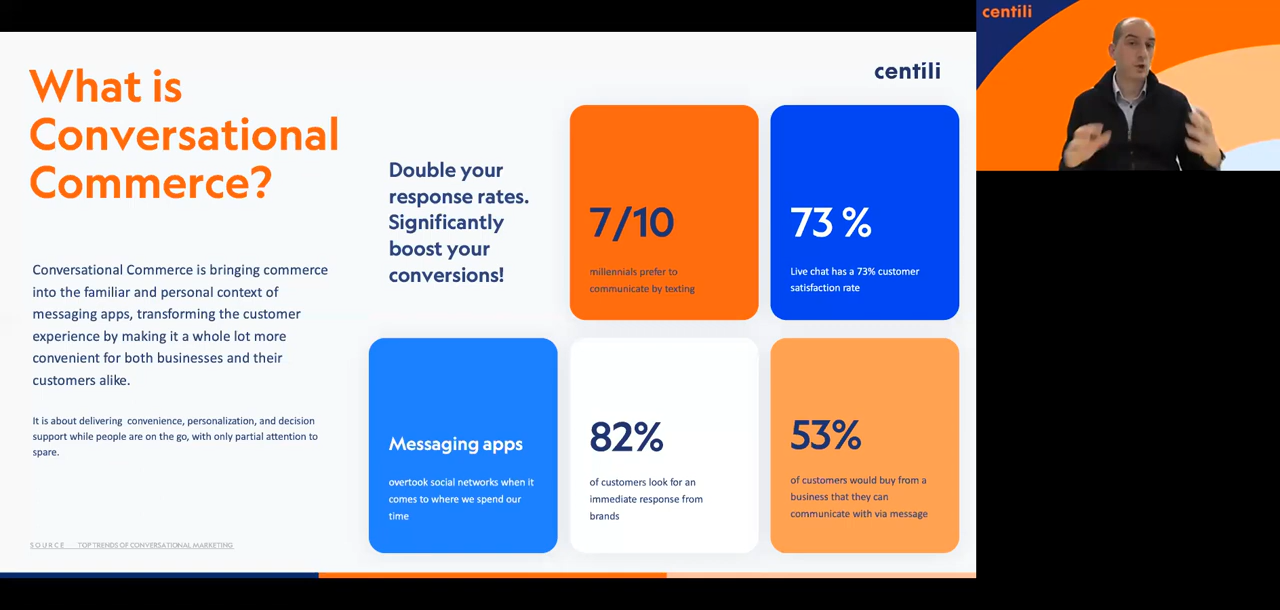 What is
Conversational
Commerce?
Conversational Commerce is bringing commerce
into the familiar and personal context of
messaging apps, transforming the customer
experience by making it a whole lot more
convenient for both businesses and their
customers alike.
It is about delivering  convenience, personalization, and decision
support while people are on the go, with only partial attention to
spare.
SOURCE TOP TRENDS OF CONVERSATIONAL MARKETING
centili
Double your
response rates.
Significantly
boost your
conversions!
7/10
millennials prefer to
communicate by texting
73 %
Live chat has a 73% customer
satisfaction rate
Messaging apps
overtook social networks when it
comes to where we spend our
time
82%
of customers look for an
immediate response from
brands
53%
of customers would buy from a
business that they can
communicate with via message
centili